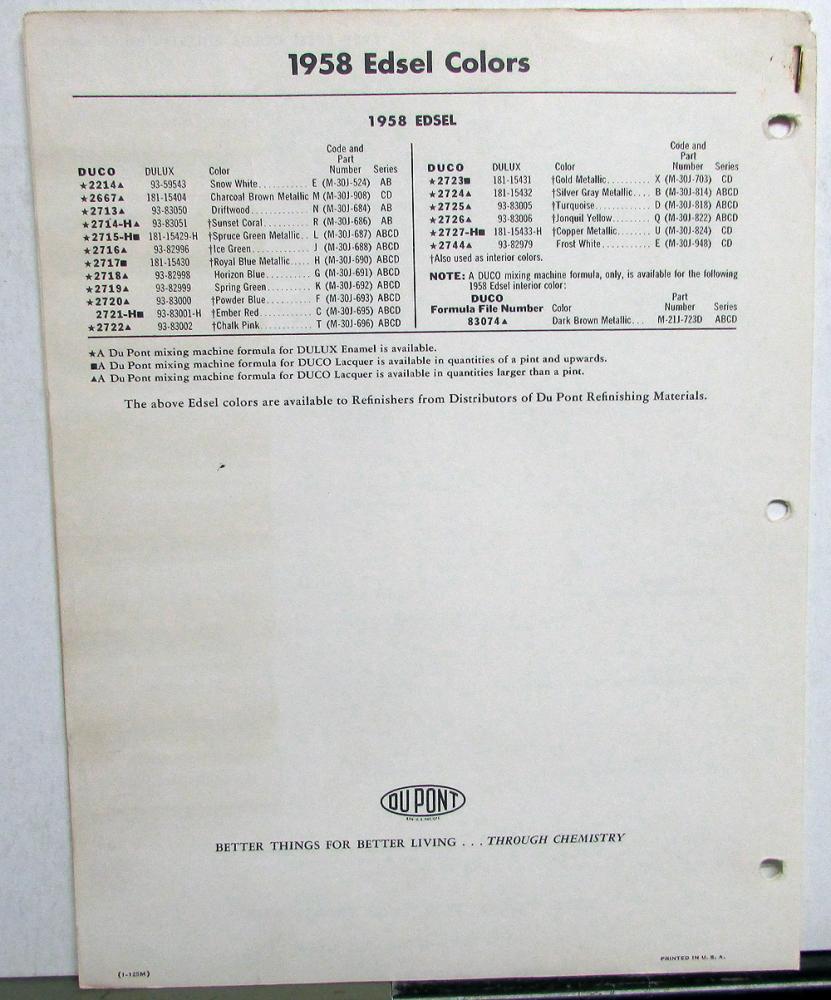 1958 Edsel Colors
1958 EDSEL
Code and
Part
DUCO DULUX Color Number Series
★2214▲ 93-59543 Snow White.......... E (M-30J-524) AB
★2667▲ 181-15404 Charcoal Brown Metallic M (M-30J-908) CD
★2713▲ 93-83050 Driftwood........... N (M-30J-684) AB
★2714-H▲ 93-83051 †Sunset Coral......... R (M-30J-686) AB
★2715-H■ 181-15429-H †Spruce Green Metallic.. L (M-30J-687) ABCD
★2716▲ 93-82996 †Ice Green............ J (M-30J-688) ABCD
★2717■ 181-15430 †Royal Blue Metallic..... H (M-30J-690) ABCD
★2718▲ 93-82998 Horizon Blue......... G (M-30J-691) ABCD
★2719▲ 93-82999 Spring Green......... K (M-30J-692) ABCD
★2720▲ 93-83000 †Powder Blue.......... F (M-30J-693) ABCD
2721-H■ 93-83001-H †Ember Red........... C (M-30J-695) ABCD
★2722▲ 93-83002 †Chalk Pink........... T (M-30J-696) ABCD
Code and
Part
DUCO DULUX Color Number Series
★2723■ 181-15431 †Gold Metallic.......... X (M-30J-703) CD
★2724▲ 181-15432 †Silver Gray Metallic.... B (M-30J-814) ABCD
★2725▲ 93-83005 †Turquoise............. D (M-30J-818) ABCD
★2726▲ 93-83006 †Jonquil Yellow......... Q (M-30J-822) ABCD
★2727-H■ 181-15433-H †Copper Metallic........ U (M-30J-824) CD
★2744▲ 93-82979 Frost White........... E (M-30J-948) CD
†Also used as interior colors.
NOTE: A DUCO mixing machine formula, only, is available for the following
1958 Edsel interior color:
DUCO Part
Formula File Number Color Number Series
83074▲ Dark Brown Metallic... M-21J-723D ABCD
★A Du Pont mixing machine formula for DULUX Enamel is available.
■A Du Pont mixing machine formula for DUCO Lacquer is available in quantities of a pint and upwards.
▲A Du Pont mixing machine formula for DUCO Lacquer is available in quantities larger than a pint.
The above Edsel colors are available to Refinishers from Distributors of Du Pont Refinishing Materials.
DU PONT
BETTER THINGS FOR BETTER LIVING . . . THROUGH CHEMISTRY
PRINTED IN U. S. A.
(1-125M)